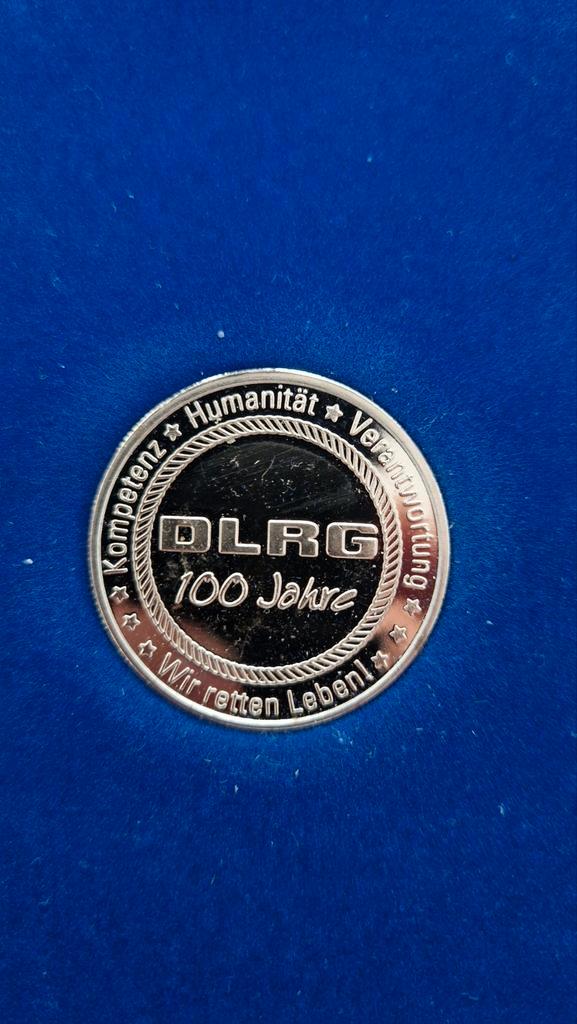 Kompetenz ☆ Humanität ☆ Verantwortung
DLRG
100 Jahre
Wir retten Leben!